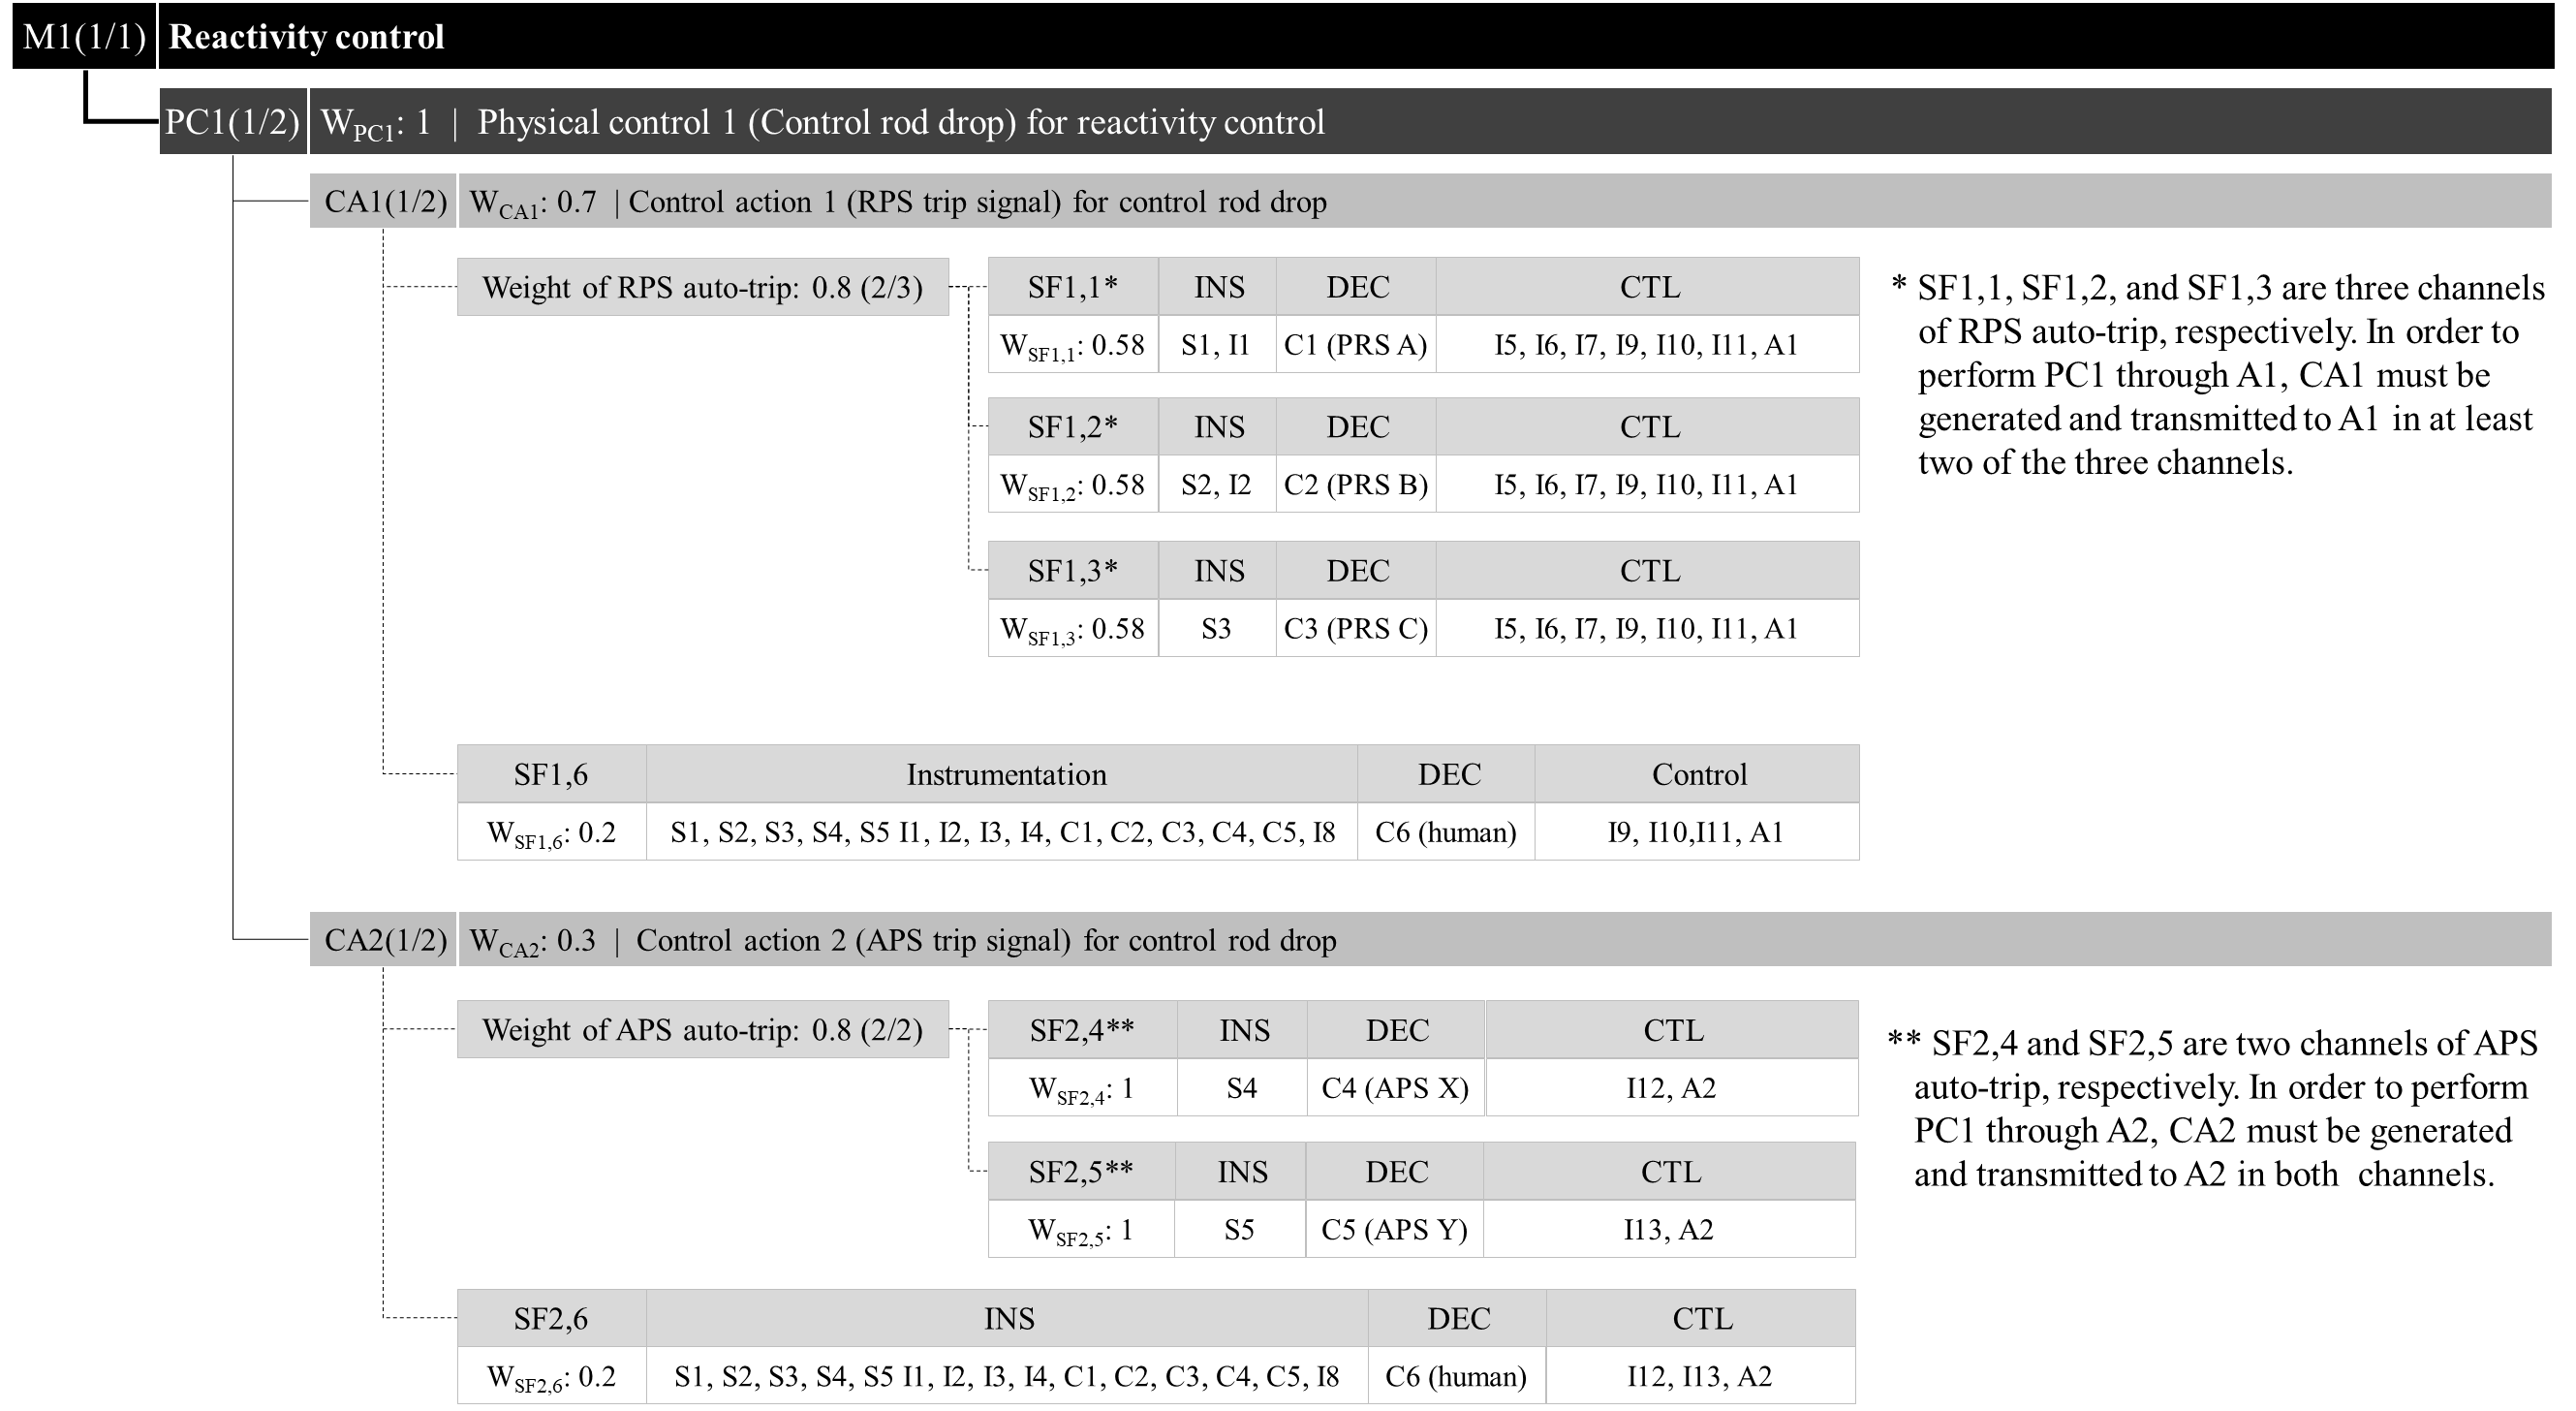 M1(1/1) Reactivity control
PC1(1/2) W_PC1: 1 | Physical control 1 (Control rod drop) for reactivity control
CA1(1/2) W_CA1: 0.7 | Control action 1 (RPS trip signal) for control rod drop
Weight of RPS auto-trip: 0.8 (2/3)
SF1,1* INS DEC CTL
W_SF1,1: 0.58 S1, I1 C1 (PRS A) I5, I6, I7, I9, I10, I11, A1
SF1,2* INS DEC CTL
W_SF1,2: 0.58 S2, I2 C2 (PRS B) I5, I6, I7, I9, I10, I11, A1
SF1,3* INS DEC CTL
W_SF1,3: 0.58 S3 C3 (PRS C) I5, I6, I7, I9, I10, I11, A1
* SF1,1, SF1,2, and SF1,3 are three channels
of RPS auto-trip, respectively. In order to
perform PC1 through A1, CA1 must be
generated and transmitted to A1 in at least
two of the three channels.
SF1,6 Instrumentation DEC Control
W_SF1,6: 0.2 S1, S2, S3, S4, S5 I1, I2, I3, I4, C1, C2, C3, C4, C5, I8 C6 (human) I9, I10,I11, A1
CA2(1/2) W_CA2: 0.3 | Control action 2 (APS trip signal) for control rod drop
Weight of APS auto-trip: 0.8 (2/2)
SF2,4** INS DEC CTL
W_SF2,4: 1 S4 C4 (APS X) I12, A2
SF2,5** INS DEC CTL
W_SF2,5: 1 S5 C5 (APS Y) I13, A2
** SF2,4 and SF2,5 are two channels of APS
auto-trip, respectively. In order to perform
PC1 through A2, CA2 must be generated
and transmitted to A2 in both channels.
SF2,6 INS DEC CTL
W_SF2,6: 0.2 S1, S2, S3, S4, S5 I1, I2, I3, I4, C1, C2, C3, C4, C5, I8 C6 (human) I12, I13, A2